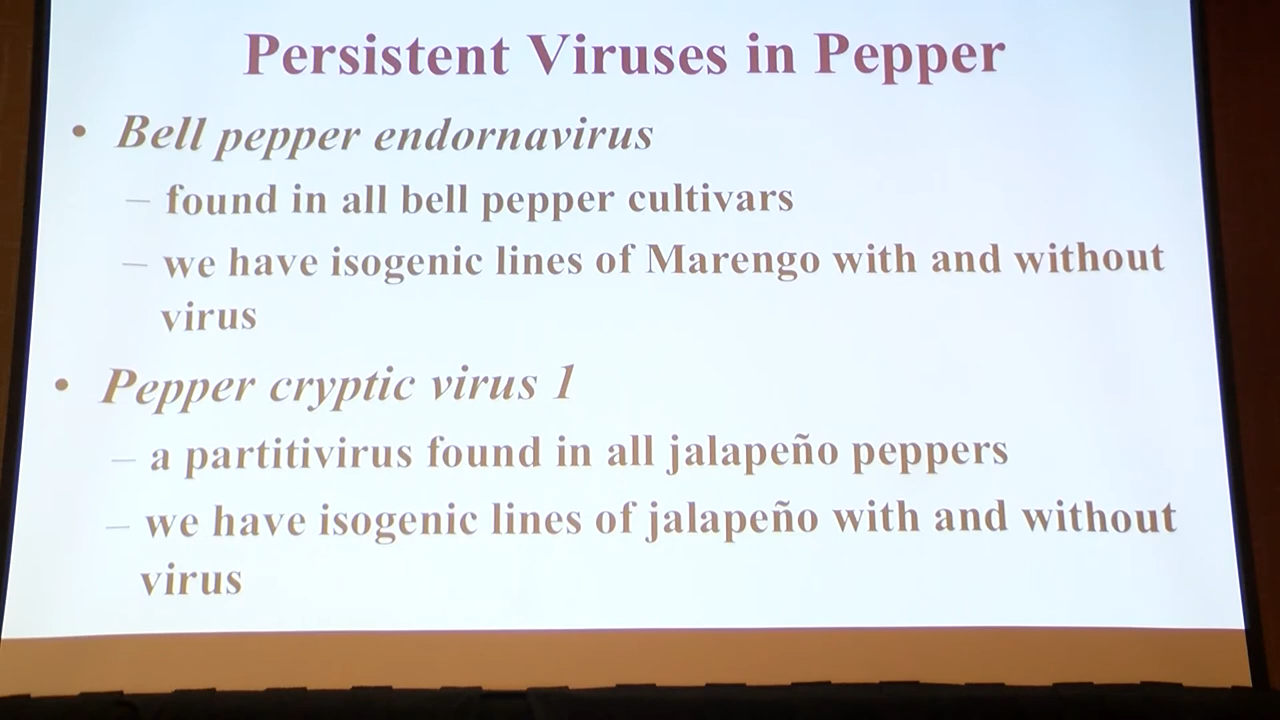 Persistent Viruses in Pepper
• Bell pepper endornavirus
– found in all bell pepper cultivars
– we have isogenic lines of Marengo with and without
virus
• Pepper cryptic virus 1
– a partitivirus found in all jalapeño peppers
– we have isogenic lines of jalapeño with and without
virus